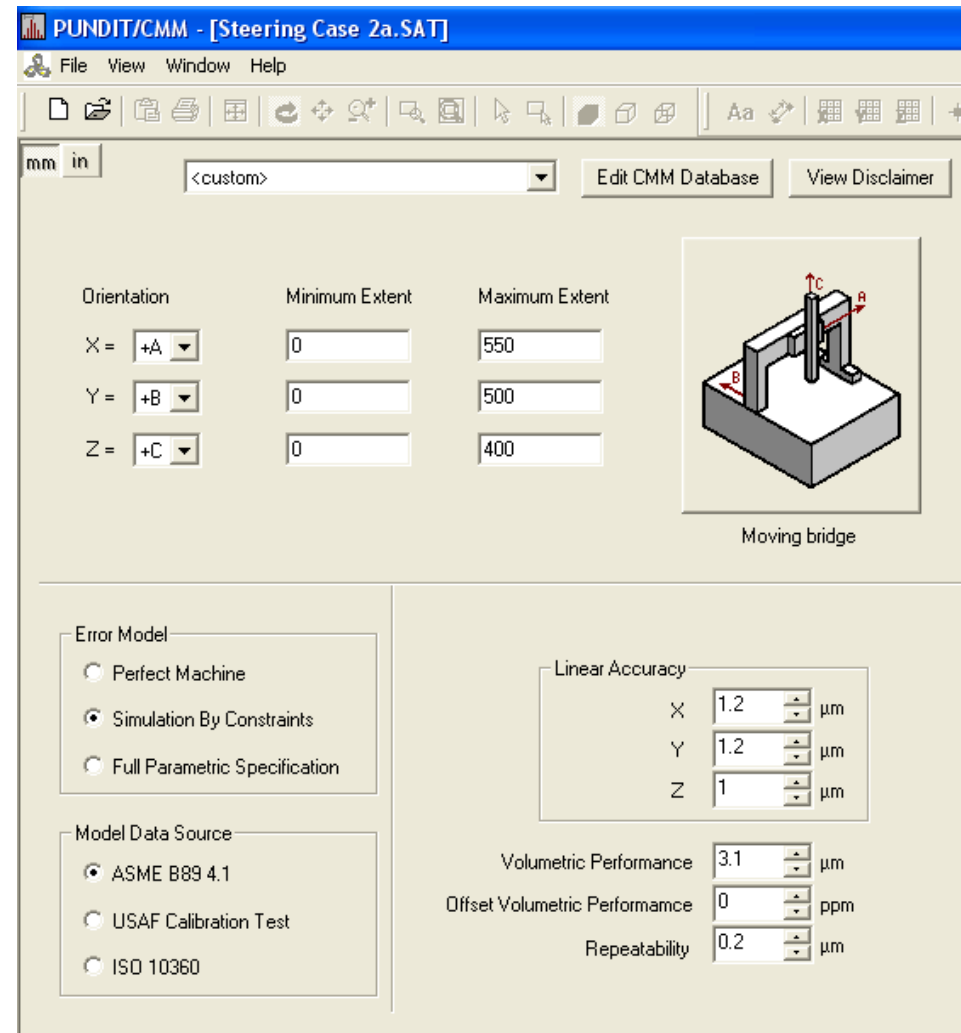 PUNDIT/CMM - [Steering Case 2a.SAT]
File View Window Help
Aa
mm in <custom> Edit CMM Database View Disclaimer
Orientation Minimum Extent Maximum Extent
X = +A 0 550
Y = +B 0 500
Z = +C 0 400
C
A
B
Moving bridge
Error Model
Perfect Machine
Simulation By Constraints
Full Parametric Specification
Model Data Source
ASME B89 4.1
USAF Calibration Test
ISO 10360
Linear Accuracy
X 1.2 µm
Y 1.2 µm
Z 1 µm
Volumetric Performance 3.1 µm
Offset Volumetric Performamce 0 ppm
Repeatability 0.2 µm